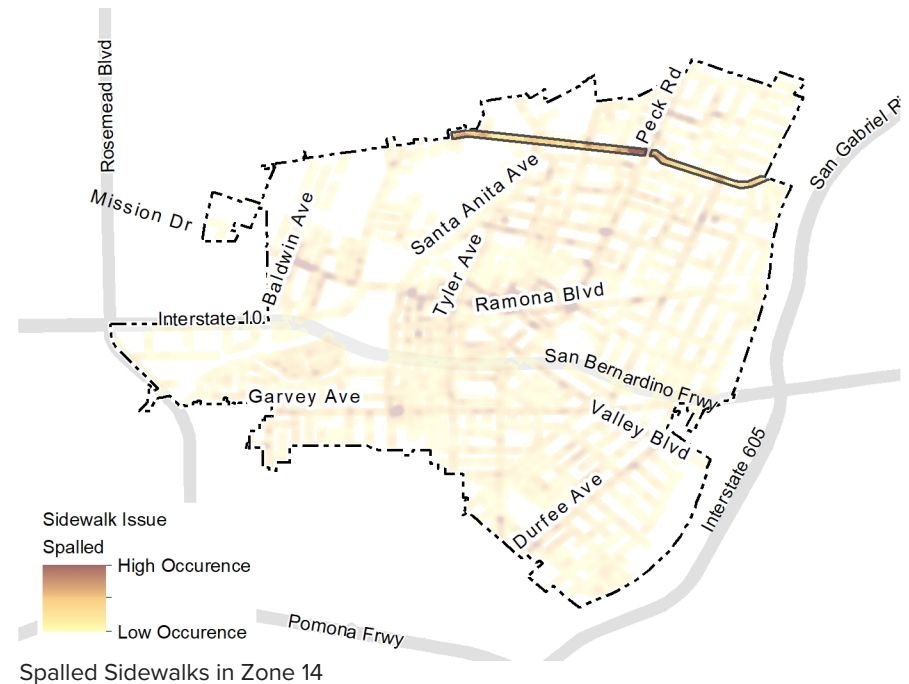 Rosemead Blvd
Peck Rd
San Gabriel Ri
Mission Dr
Santa Anita Ave
Baldwin Ave
Tyler Ave
Ramona Blvd
Interstate 10
San Bernardino Frwy
Garvey Ave
Valley Blvd
Interstate 605
Durfee Ave
Sidewalk Issue
Spalled
High Occurence
Low Occurence
Pomona Frwy
Spalled Sidewalks in Zone 14